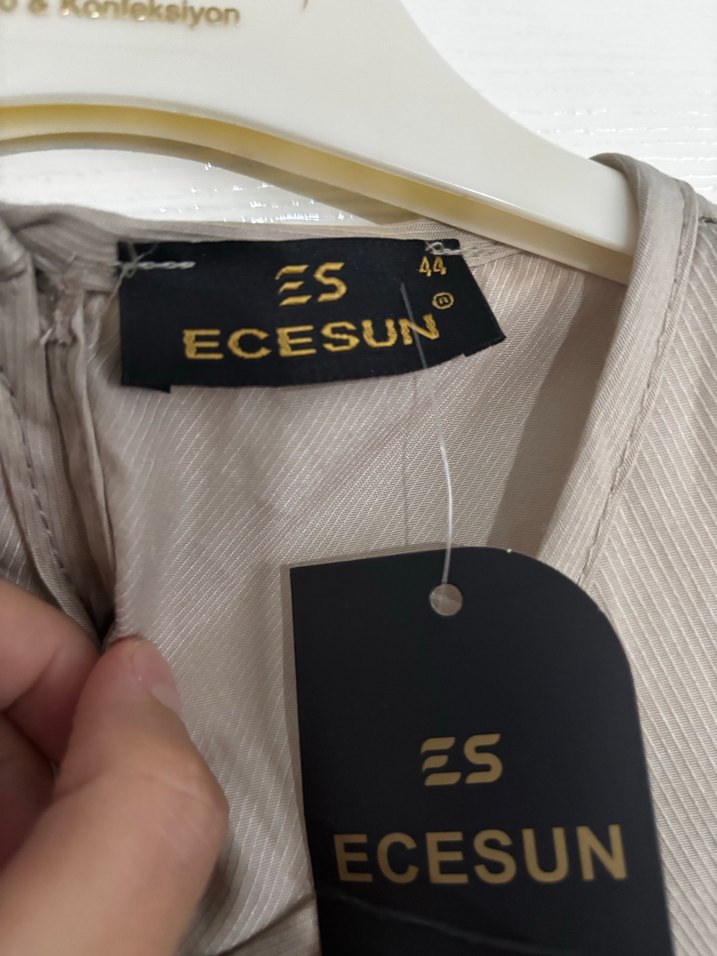 & Konfeksiyon
ES
44
ECESUN®
ES
ECESUN